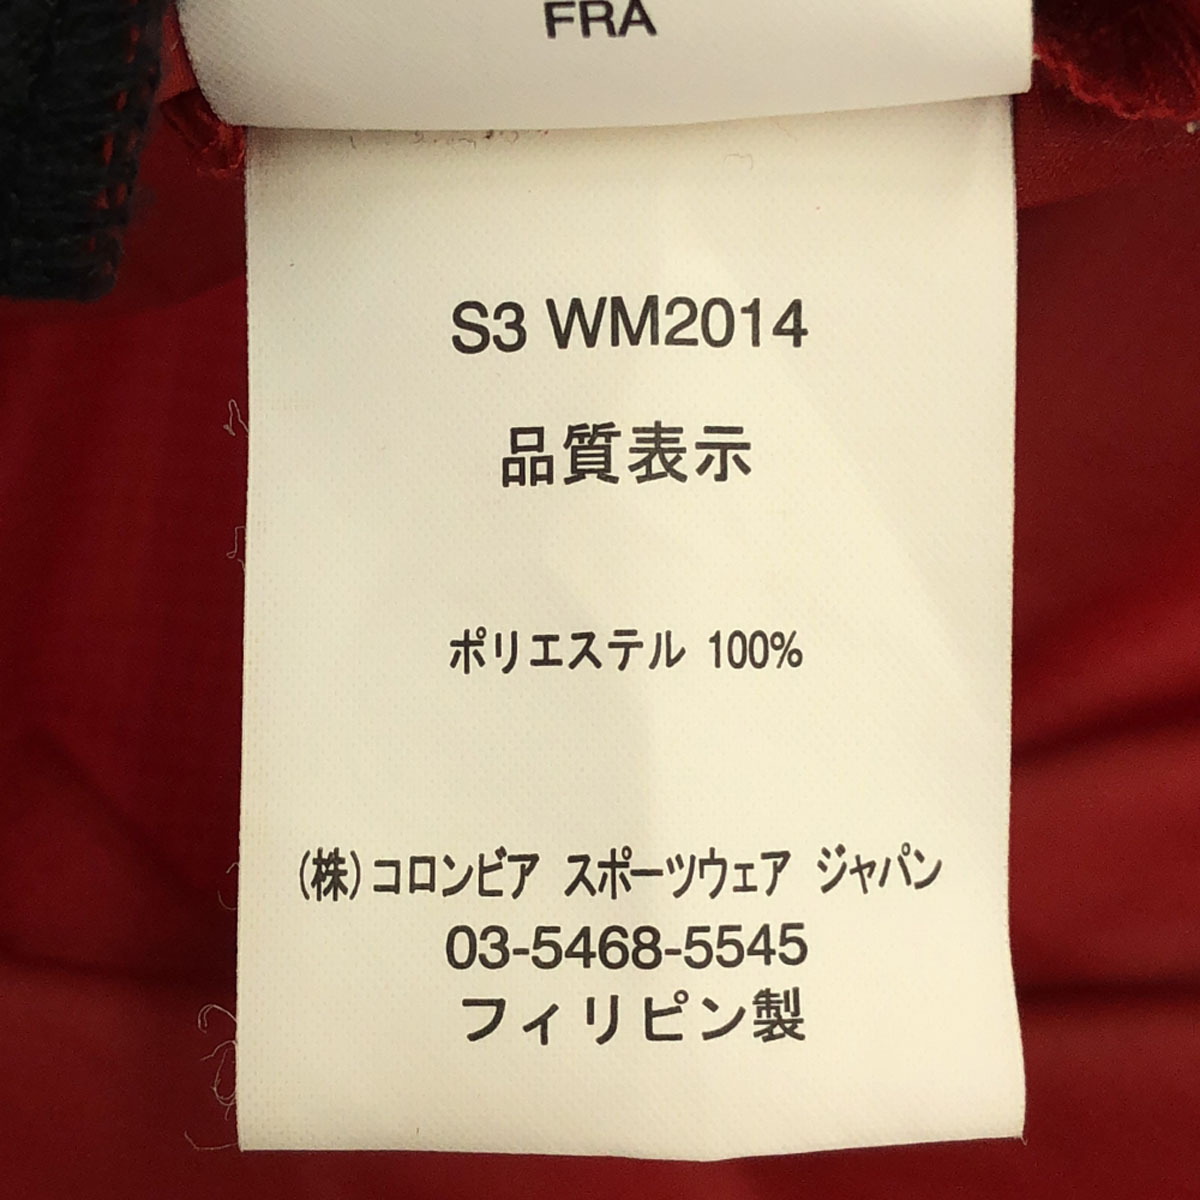 FRA
S3 WM2014
品質表示
ポリエステル 100%
(株)コロンビア スポーツウェア ジャパン
03-5468-5545
フィリピン製